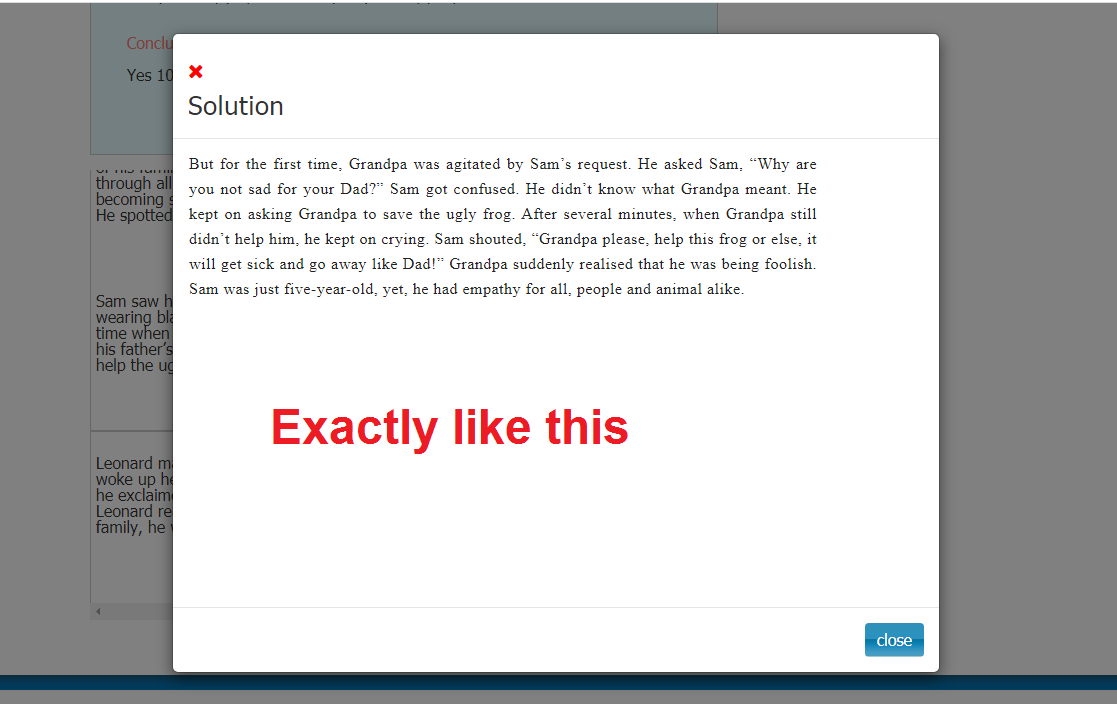 Conclu
Yes 10
Solution
But for the first time, Grandpa was agitated by Sam’s request. He asked Sam, “Why are
you not sad for your Dad?” Sam got confused. He didn’t know what Grandpa meant. He
kept on asking Grandpa to save the ugly frog. After several minutes, when Grandpa still
didn’t help him, he kept on crying. Sam shouted, “Grandpa please, help this frog or else, it
will get sick and go away like Dad!” Grandpa suddenly realised that he was being foolish.
Sam was just five-year-old, yet, he had empathy for all, people and animal alike.
Exactly like this
close
through all
becoming
He spotted
Sam saw h
wearing bla
time when
his father’s
help the ug
Leonard ma
woke up he
he exclaime
Leonard re
family, he